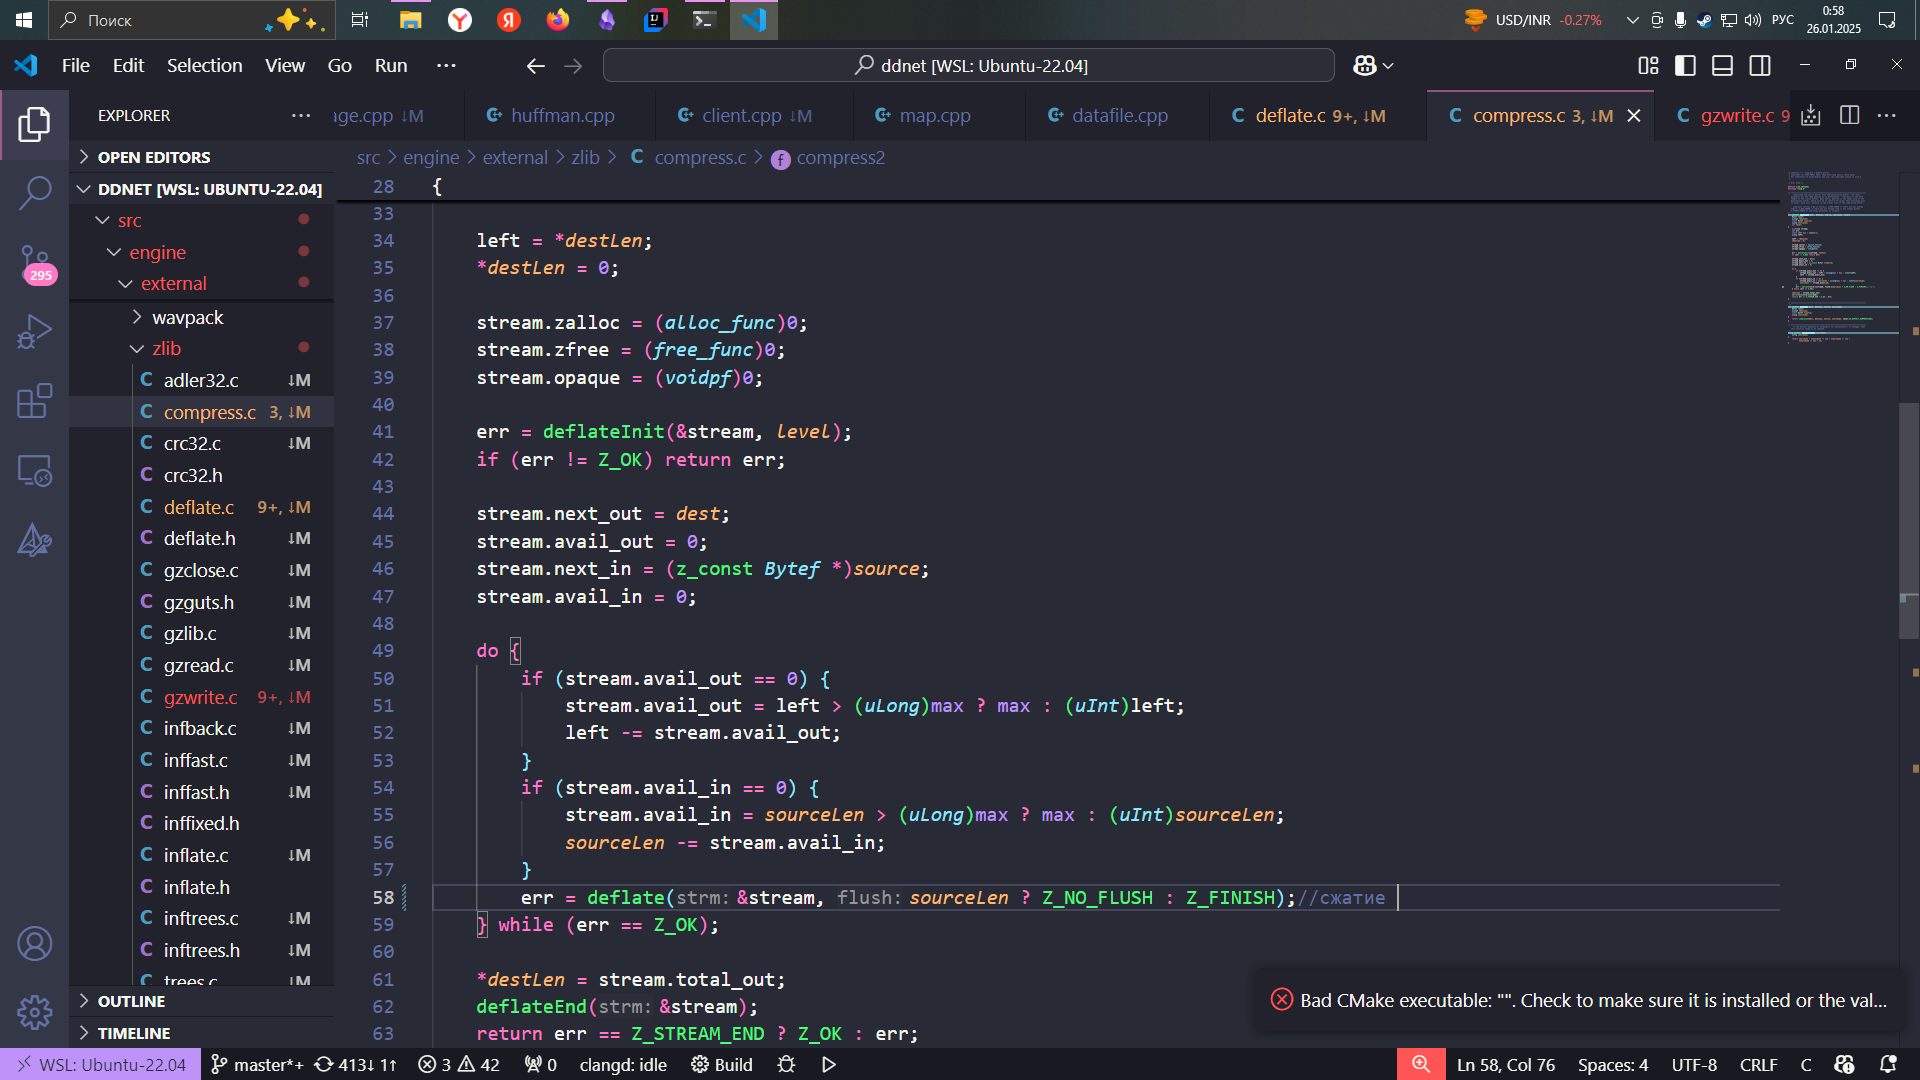 Поиск
USD/INR -0.27%
РУС
0:58
26.01.2025
File Edit Selection View Go Run ···
ddnet [WSL: Ubuntu-22.04]
EXPLORER
age.cpp ↓M
huffman.cpp
client.cpp ↓M
map.cpp
datafile.cpp
deflate.c 9+, ↓M
compress.c 3, ↓M
gzwrite.c 9
OPEN EDITORS
DDNET [WSL: UBUNTU-22.04]
src
engine
external
wavpack
zlib
adler32.c ↓M
compress.c 3, ↓M
crc32.c ↓M
crc32.h
deflate.c 9+, ↓M
deflate.h ↓M
gzclose.c ↓M
gzguts.h ↓M
gzlib.c ↓M
gzread.c ↓M
gzwrite.c 9+, ↓M
infback.c ↓M
inffast.c ↓M
inffast.h ↓M
inffixed.h
inflate.c ↓M
inflate.h
inftrees.c ↓M
inftrees.h ↓M
trees.c ↓M
OUTLINE
TIMELINE
295
src > engine > external > zlib > C compress.c > compress2
28 {
33
34 left = *destLen;
35 *destLen = 0;
36
37 stream.zalloc = (alloc_func)0;
38 stream.zfree = (free_func)0;
39 stream.opaque = (voidpf)0;
40
41 err = deflateInit(&stream, level);
42 if (err != Z_OK) return err;
43
44 stream.next_out = dest;
45 stream.avail_out = 0;
46 stream.next_in = (z_const Bytef *)source;
47 stream.avail_in = 0;
48
49 do {
50 if (stream.avail_out == 0) {
51 stream.avail_out = left > (uLong)max ? max : (uInt)left;
52 left -= stream.avail_out;
53 }
54 if (stream.avail_in == 0) {
55 stream.avail_in = sourceLen > (uLong)max ? max : (uInt)sourceLen;
56 sourceLen -= stream.avail_in;
57 }
58 err = deflate(strm: &stream, flush: sourceLen ? Z_NO_FLUSH : Z_FINISH);//сжатие
59 } while (err == Z_OK);
60
61 *destLen = stream.total_out;
62 deflateEnd(strm: &stream);
63 return err == Z_STREAM_END ? Z_OK : err;
Bad CMake executable: "". Check to make sure it is installed or the val...
WSL: Ubuntu-22.04 master*+ 413↓ 1↑ 3 42 0 clangd: idle Build
Ln 58, Col 76 Spaces: 4 UTF-8 CRLF C